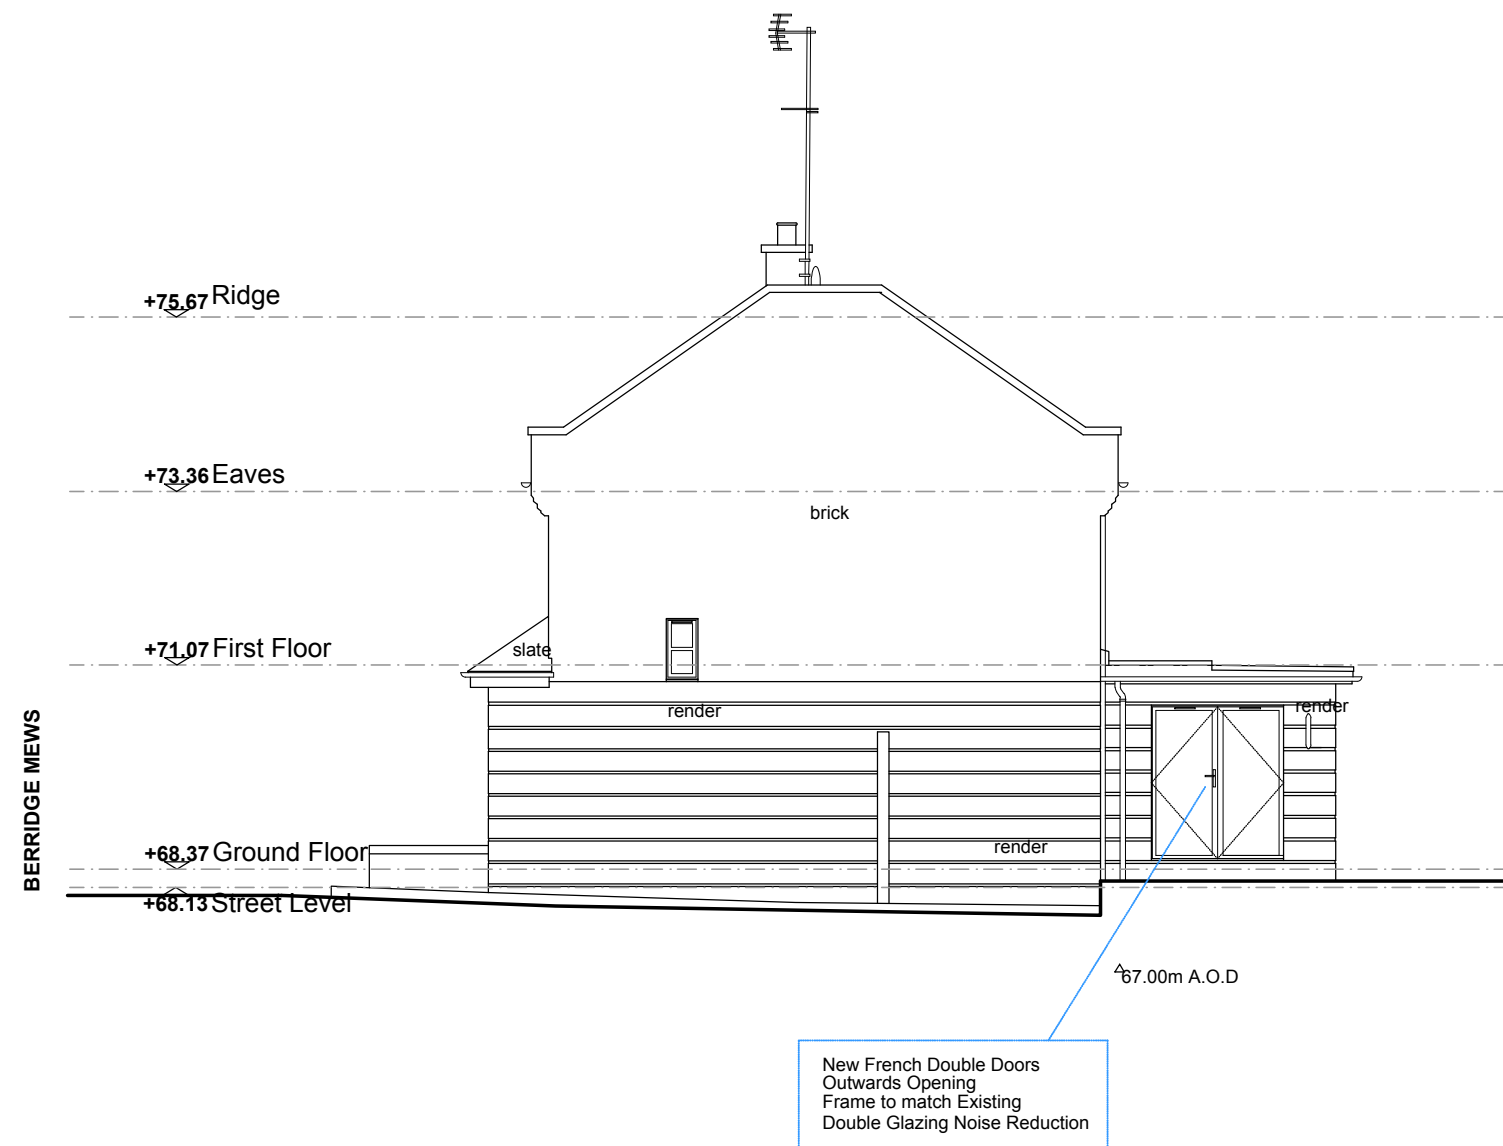 +75.67 Ridge
+73.36 Eaves
brick
+71.07 First Floor
slate
render
render
BERRIDGE MEWS
+68.37 Ground Floor
render
+68.13 Street Level
67.00m A.O.D
New French Double Doors
Outwards Opening
Frame to match Existing
Double Glazing Noise Reduction